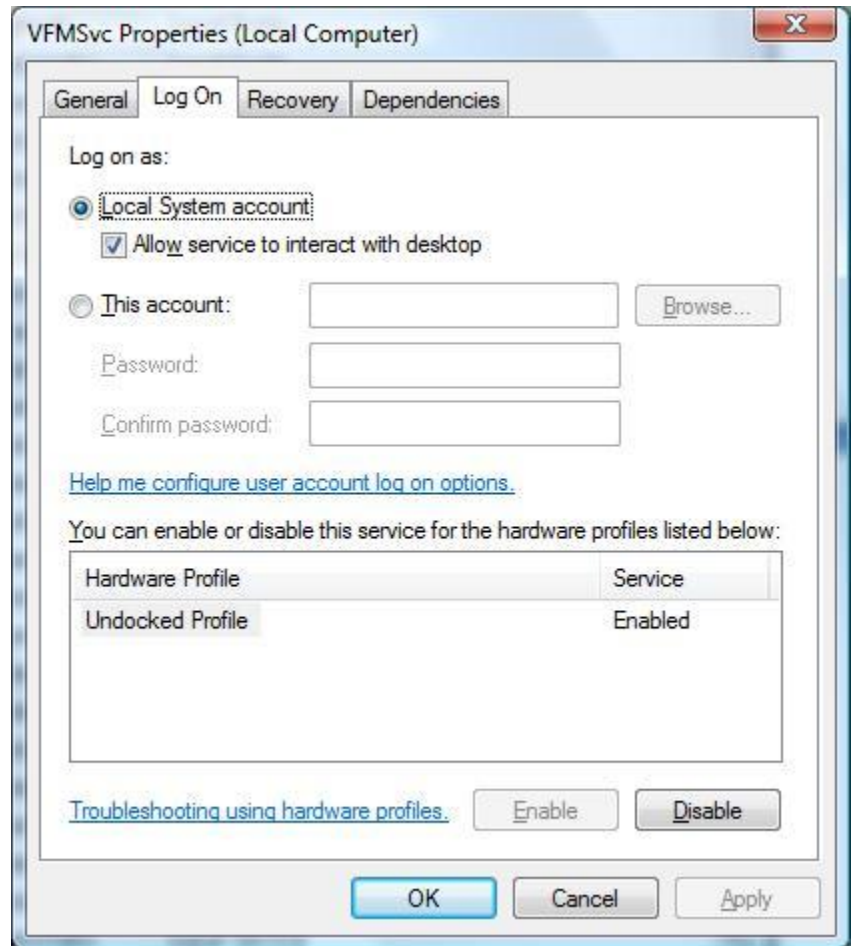 VFMSvc Properties (Local Computer)
General Log On Recovery Dependencies
Log on as:
Local System account
Allow service to interact with desktop
This account: Browse...
Password:
Confirm password:
Help me configure user account log on options.
You can enable or disable this service for the hardware profiles listed below:
Hardware Profile Service
Undocked Profile Enabled
Troubleshooting using hardware profiles. Enable Disable
OK Cancel Apply